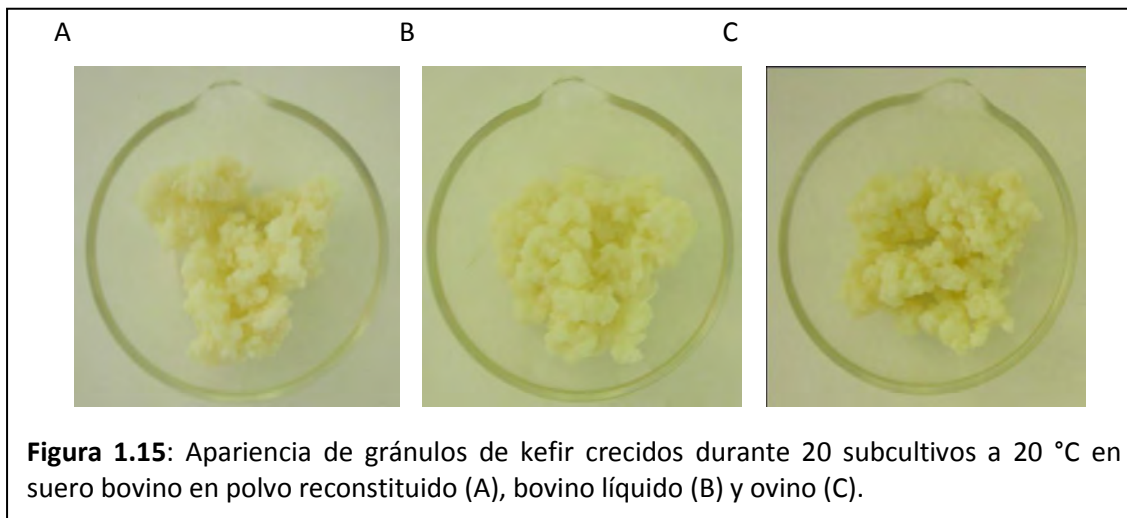 A B C
Figura 1.15: Apariencia de gránulos de kefir crecidos durante 20 subcultivos a 20 °C en
suero bovino en polvo reconstituido (A), bovino líquido (B) y ovino (C).